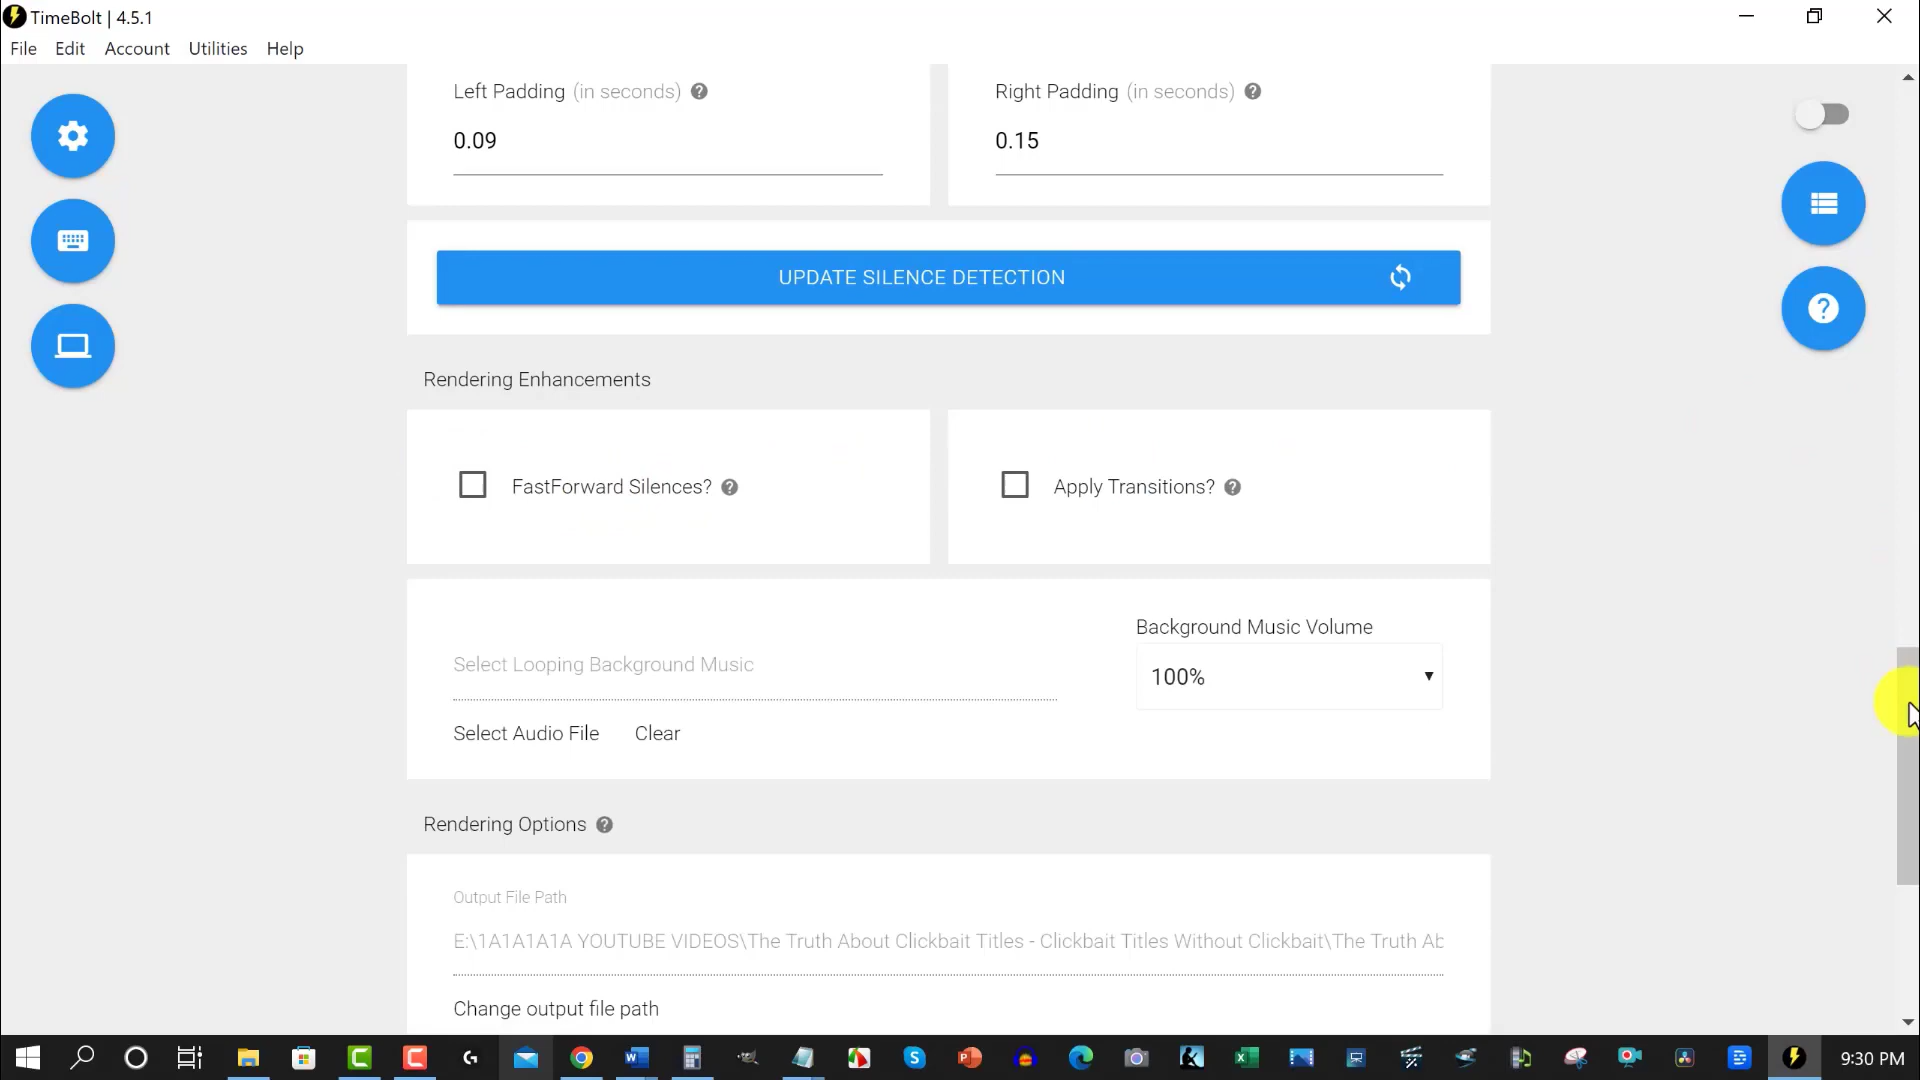 TimeBolt | 4.5.1
File Edit Account Utilities Help
Left Padding (in seconds)
Right Padding (in seconds)
0.09
0.15
UPDATE SILENCE DETECTION
Rendering Enhancements
FastForward Silences?
Apply Transitions?
Background Music Volume
Select Looping Background Music
100%
Select Audio File Clear
Rendering Options
Output File Path
E:\1A1A1A1A YOUTUBE VIDEOS\The Truth About Clickbait Titles - Clickbait Titles Without Clickbait\The Truth Ab
Change output file path
9:30 PM